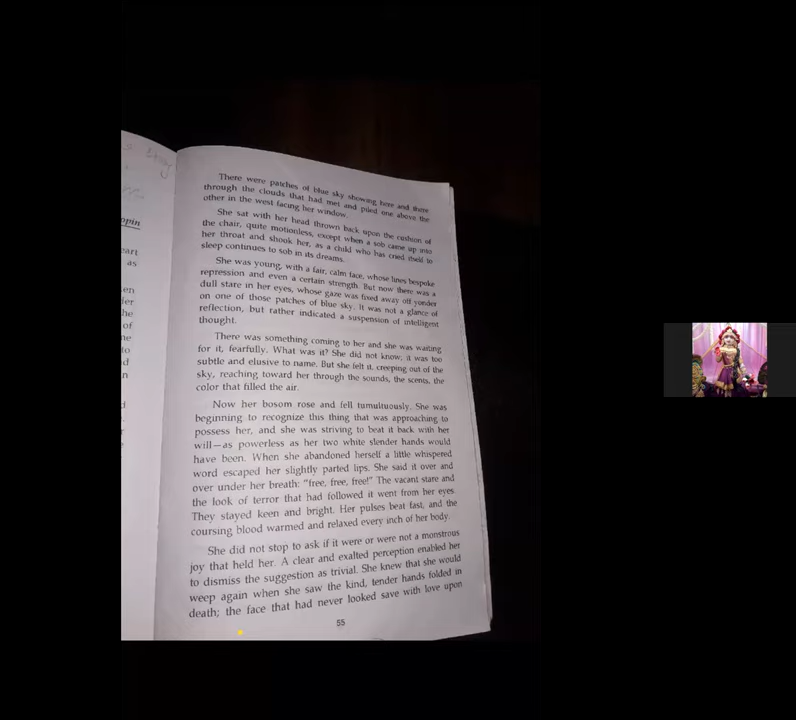 s story
opin
eart
as
en
der
he
of
ne
to
d
n
d
There were patches of blue sky showing here and there
through the clouds that had met and piled one above the
other in the west facing her window.
She sat with her head thrown back upon the cushion of
the chair, quite motionless, except when a sob came up into
her throat and shook her, as a child who has cried itself to
sleep continues to sob in its dreams.
She was young, with a fair, calm face, whose lines bespoke
repression and even a certain strength. But now there was a
dull stare in her eyes, whose gaze was fixed away off yonder
on one of those patches of blue sky. It was not a glance of
reflection, but rather indicated a suspension of intelligent
thought.
There was something coming to her and she was waiting
for it, fearfully. What was it? She did not know; it was too
subtle and elusive to name. But she felt it, creeping out of the
sky, reaching toward her through the sounds, the scents, the
color that filled the air.
Now her bosom rose and fell tumultuously. She was
beginning to recognize this thing that was approaching to
possess her, and she was striving to beat it back with her
will—as powerless as her two white slender hands would
have been. When she abandoned herself a little whispered
word escaped her slightly parted lips. She said it over and
over under her breath: "free, free, free!" The vacant stare and
the look of terror that had followed it went from her eyes.
They stayed keen and bright. Her pulses beat fast, and the
coursing blood warmed and relaxed every inch of her body.
She did not stop to ask if it were or were not a monstrous
joy that held her. A clear and exalted perception enabled her
to dismiss the suggestion as trivial. She knew that she would
weep again when she saw the kind, tender hands folded in
death; the face that had never looked save with love upon
55